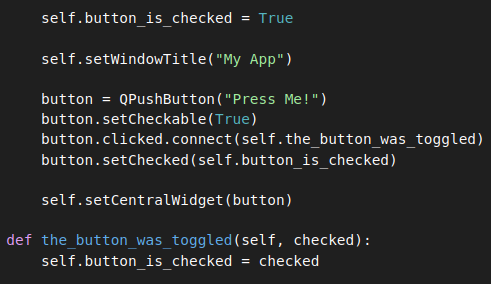 self.button_is_checked = True
self.setWindowTitle("My App")
button = QPushButton("Press Me!")
button.setCheckable(True)
button.clicked.connect(self.the_button_was_toggled)
button.setChecked(self.button_is_checked)
self.setCentralWidget(button)
def the_button_was_toggled(self, checked):
self.button_is_checked = checked